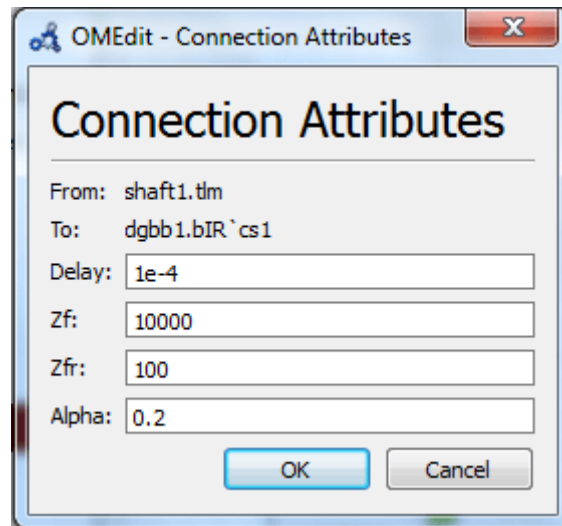 OMEdit - Connection Attributes
Connection Attributes
From: shaft1.tlm
To: dgbb1.bIR`cs1
Delay: 1e-4
Zf: 10000
Zfr: 100
Alpha: 0.2
OK Cancel